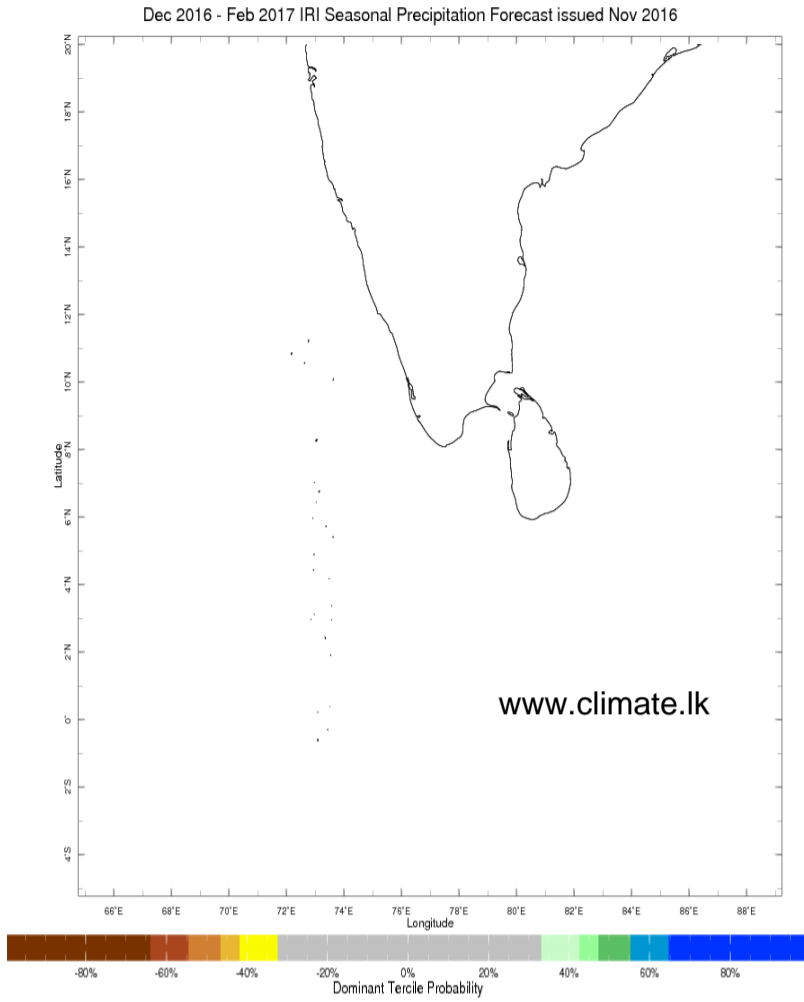 Dec 2016 - Feb 2017 IRI Seasonal Precipitation Forecast issued Nov 2016
20°N
18°N
16°N
14°N
12°N
10°N
8°N
Latitude
6°N
4°N
2°N
www.climate.lk
0°
2°S
4°S
66°E 68°E 70°E 72°E 74°E 76°E 78°E 80°E 82°E 84°E 86°E 88°E
Longitude
-80% -60% -40% -20% 0% 20% 40% 60% 80%
Dominant Tercile Probability